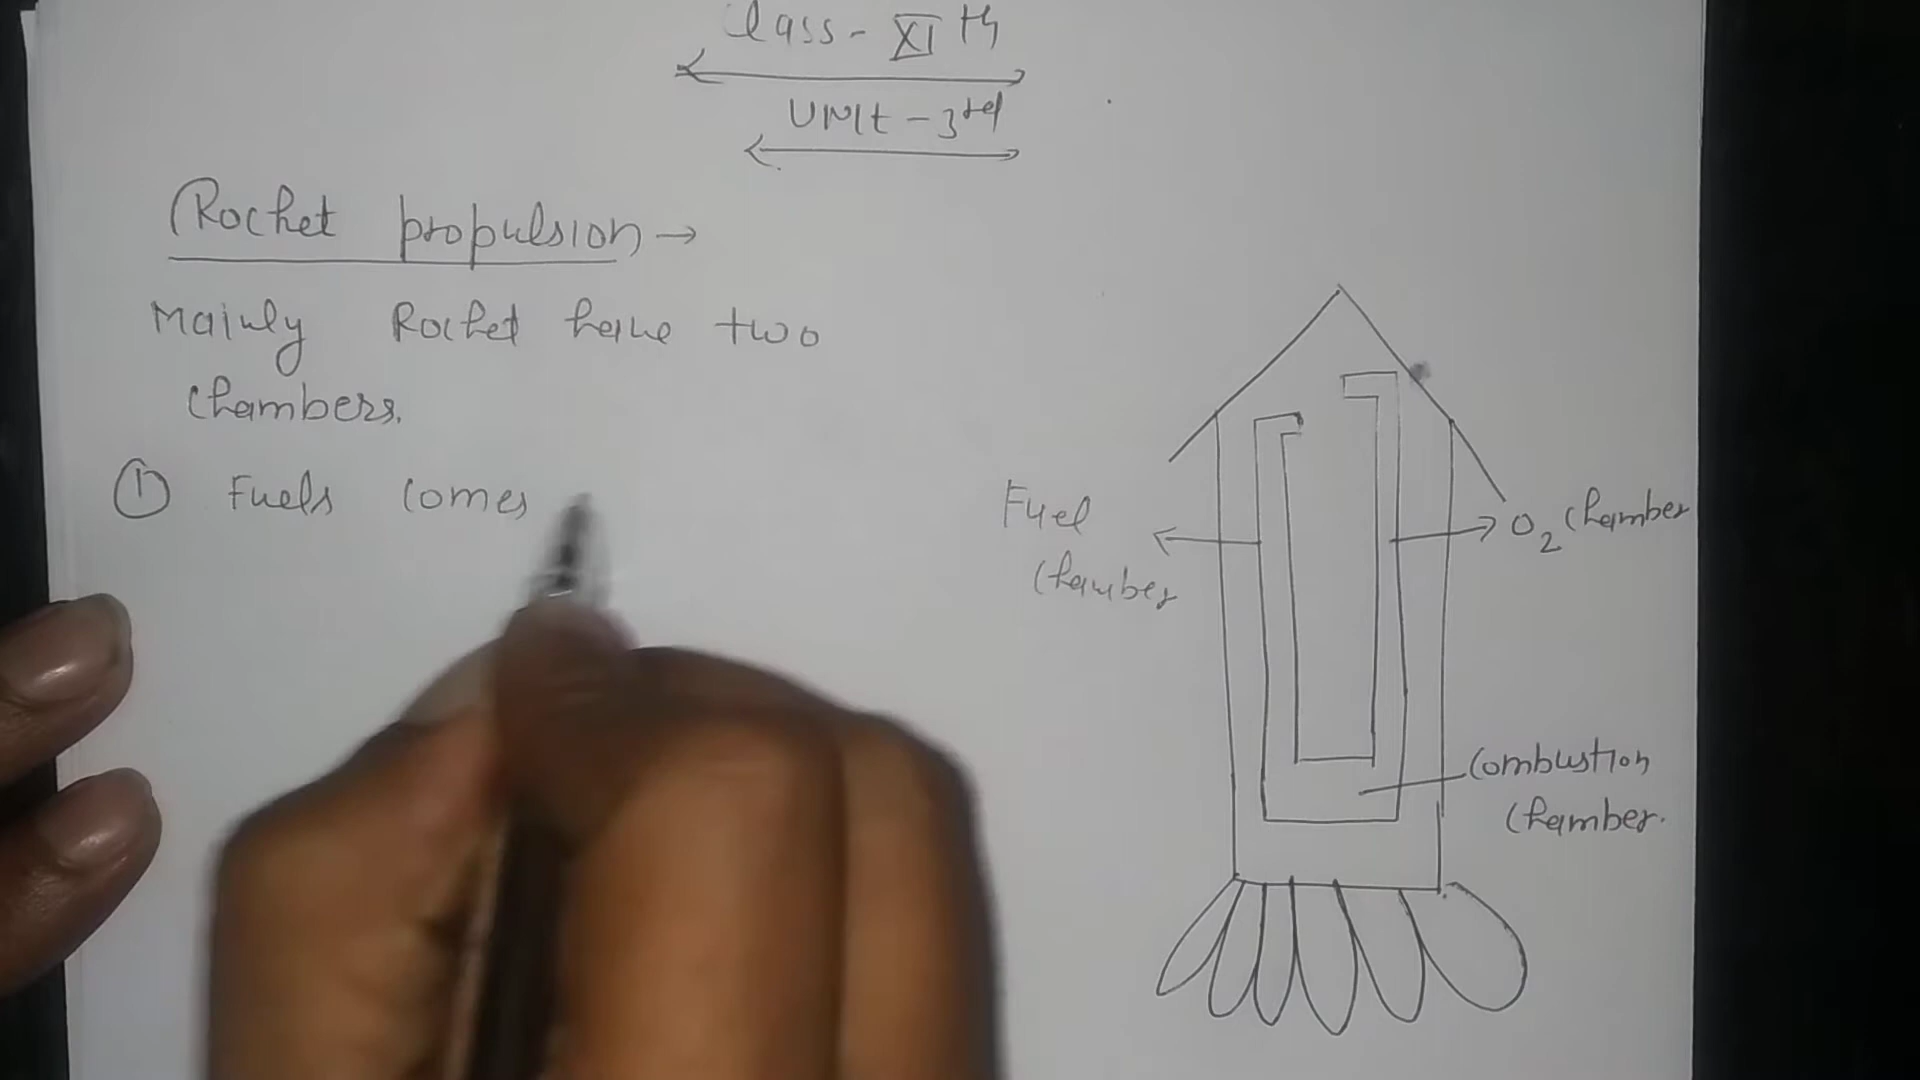 Class - XI th
UNIt - 3rd
Rocket propulsion →
Mainly Rocket have two
Chambers.
① Fuels comes
Fuel
Chamber
O2 Chamber
Combustion
Chamber.